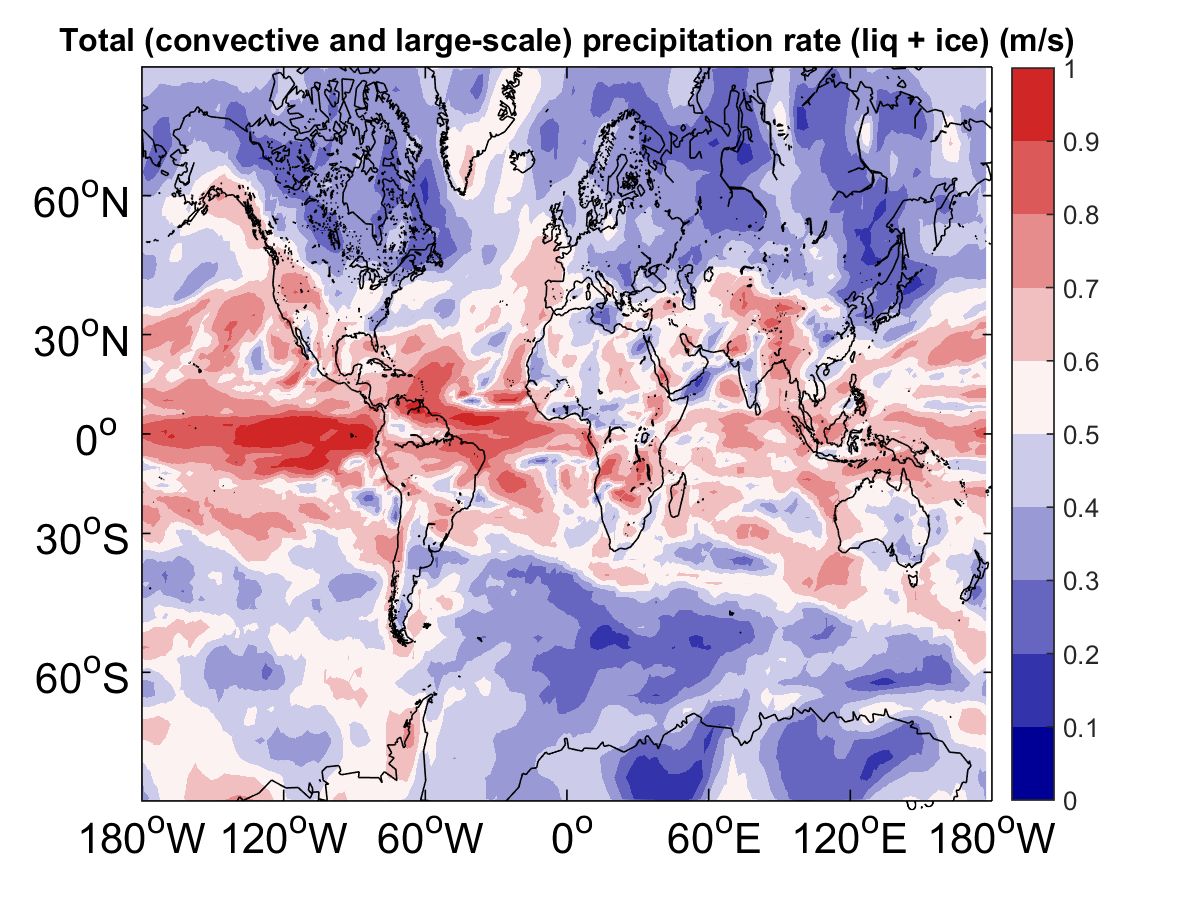 Total (convective and large-scale) precipitation rate (liq + ice) (m/s)
1
0.9
0.8
0.7
0.6
0.5
0.4
0.3
0.2
0.1
0
60°N
30°N
0°
30°S
60°S
180°W 120°W 60°W 0° 60°E 120°E 180°W